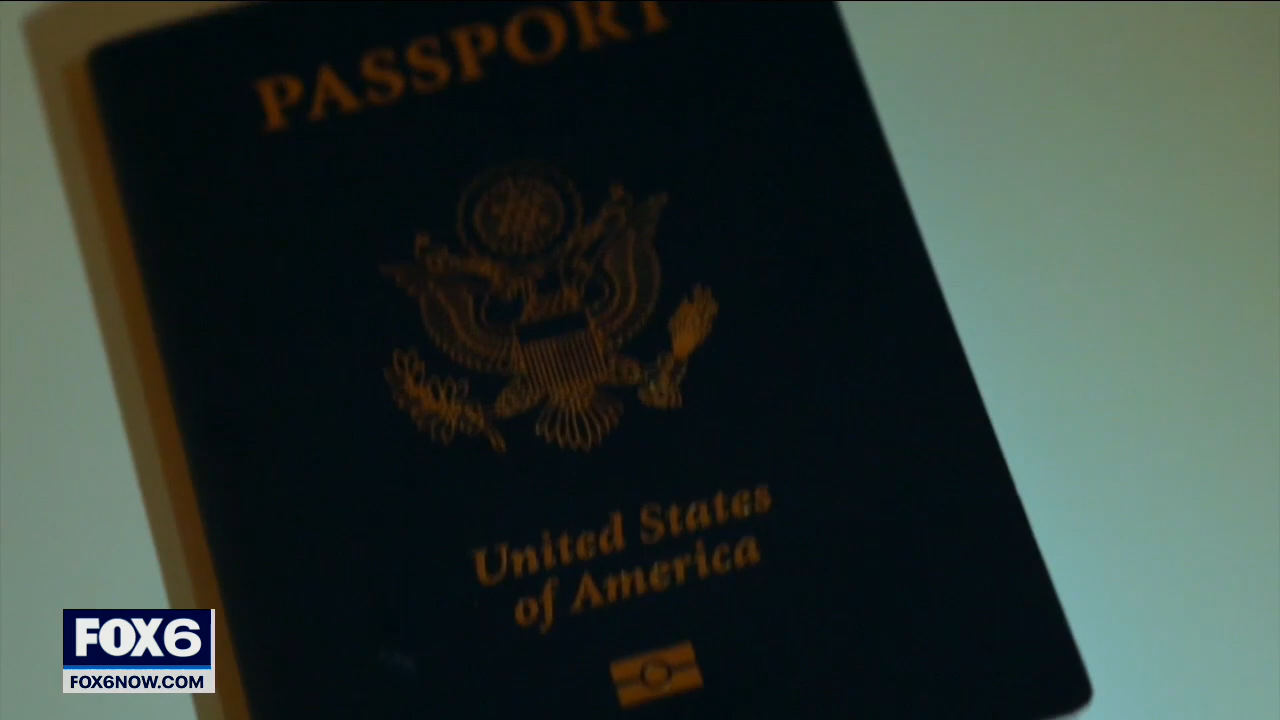 PASSPORT
United States
of America
FOX6
FOX6NOW.COM